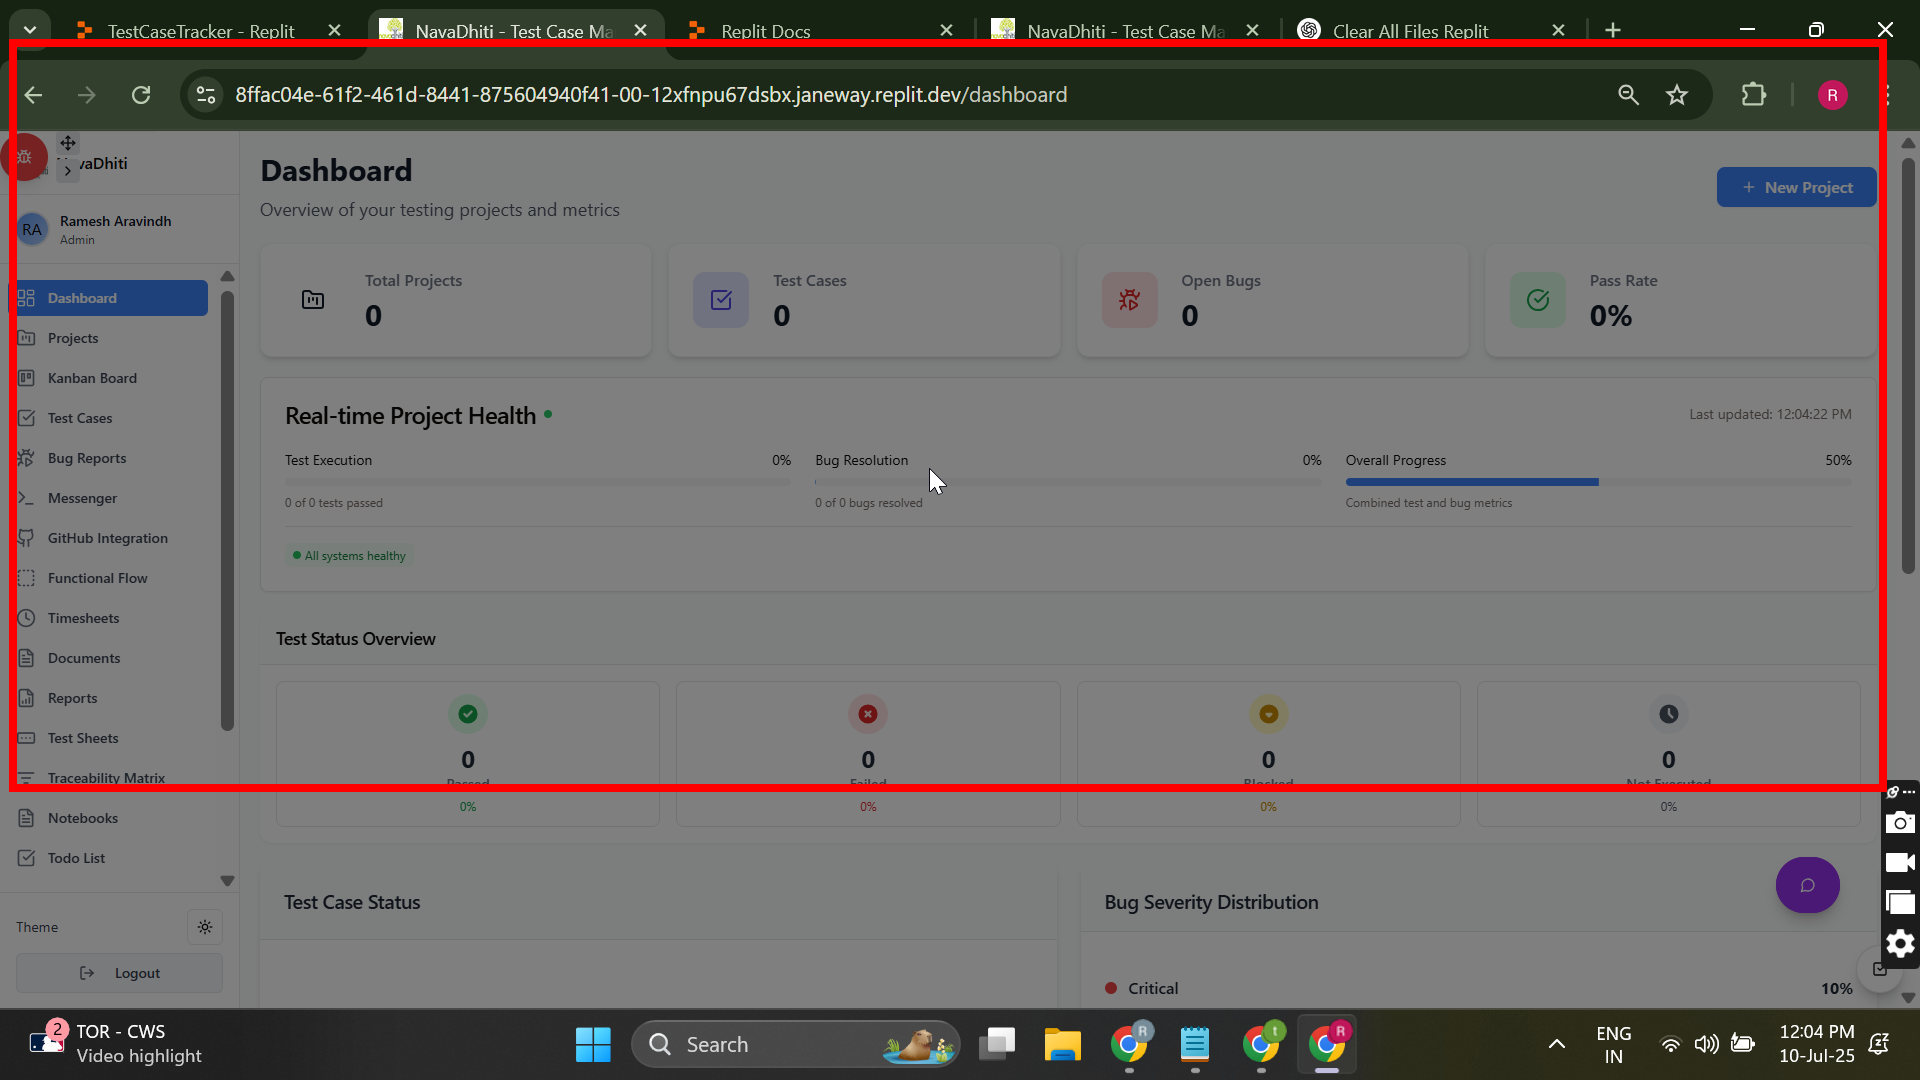 TestCaseTracker - Replit
NavaDhiti - Test Case Ma
Replit Docs
NavaDhiti - Test Case Ma
Clear All Files Replit
8ffac04e-61f2-461d-8441-875604940f41-00-12xfnpu67dsbx.janeway.replit.dev/dashboard
R
vaDhiti
RA
Ramesh Aravindh
Admin
Dashboard
Projects
Kanban Board
Test Cases
Bug Reports
Messenger
GitHub Integration
Functional Flow
Timesheets
Documents
Reports
Test Sheets
Traceability Matrix
Notebooks
Todo List
Theme
Logout
Dashboard
Overview of your testing projects and metrics
+ New Project
Total Projects
0
Test Cases
0
Open Bugs
0
Pass Rate
0%
Real-time Project Health
Last updated: 12:04:22 PM
Test Execution 0%
0 of 0 tests passed
Bug Resolution 0%
0 of 0 bugs resolved
Overall Progress 50%
Combined test and bug metrics
All systems healthy
Test Status Overview
0
Passed
0%
0
Failed
0%
0
Blocked
0%
0
Not Executed
0%
Test Case Status
Bug Severity Distribution
Critical 10%
2
TOR - CWS
Video highlight
Search
R
t
R
ENG
IN
12:04 PM
10-Jul-25